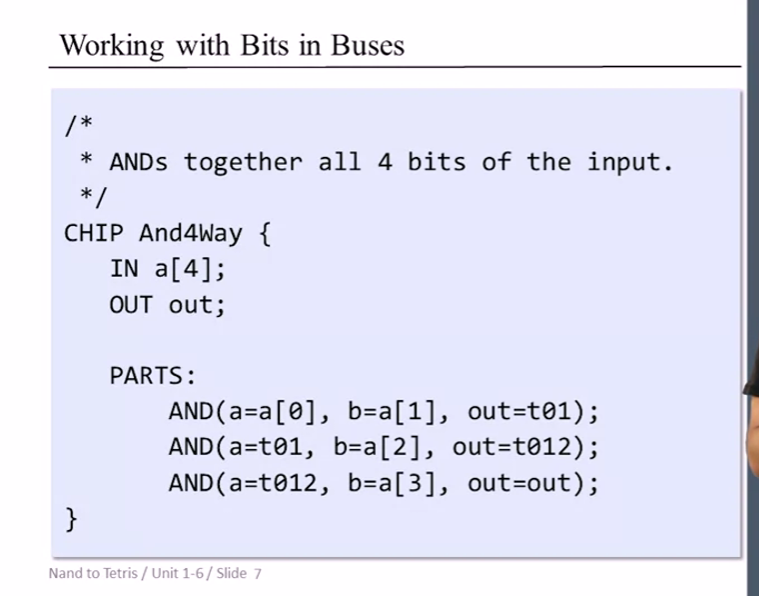 Working with Bits in Buses
/*
 * ANDs together all 4 bits of the input.
 */
CHIP And4Way {
   IN a[4];
   OUT out;

   PARTS:
       AND(a=a[0], b=a[1], out=t01);
       AND(a=t01, b=a[2], out=t012);
       AND(a=t012, b=a[3], out=out);
}
Nand to Tetris / Unit 1-6 / Slide 7